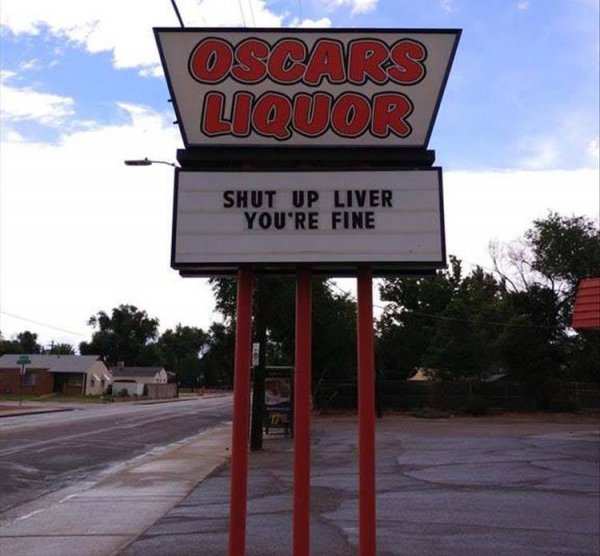 OSCARS
LIQUOR
SHUT UP LIVER
YOU'RE FINE